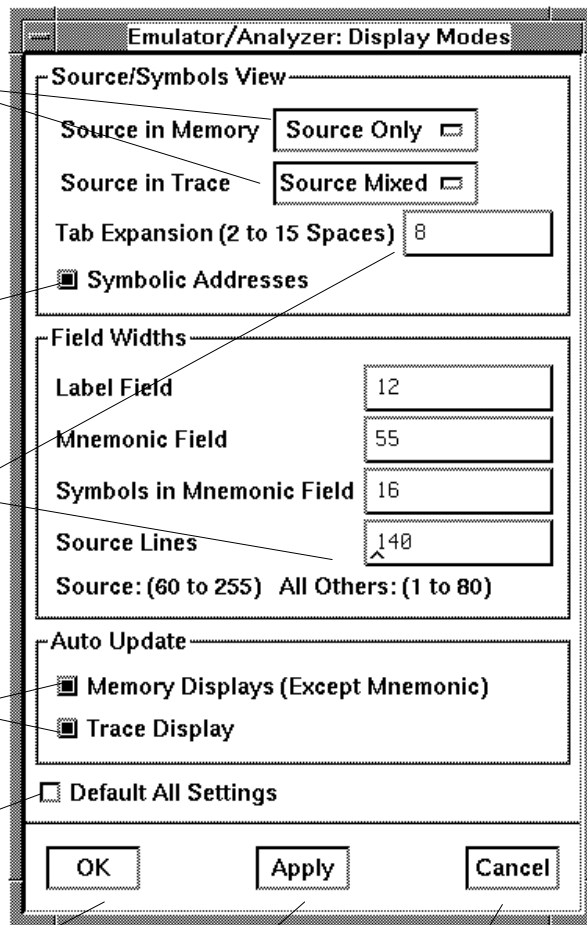 Emulator/Analyzer: Display Modes
Source/Symbols View
Source in Memory Source Only
Source in Trace Source Mixed
Tab Expansion (2 to 15 Spaces) 8
Symbolic Addresses
Field Widths
Label Field 12
Mnemonic Field 55
Symbols in Mnemonic Field 16
Source Lines 140
Source: (60 to 255) All Others: (1 to 80)
Auto Update
Memory Displays (Except Mnemonic)
Trace Display
Default All Settings
OK Apply Cancel